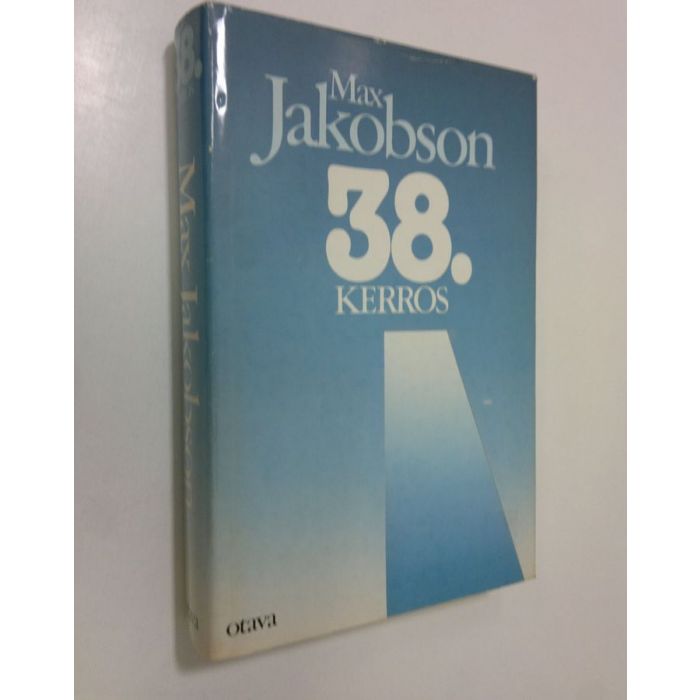 Max
Jakobson
38.
KERROS
otava
38.
Max Jakobson